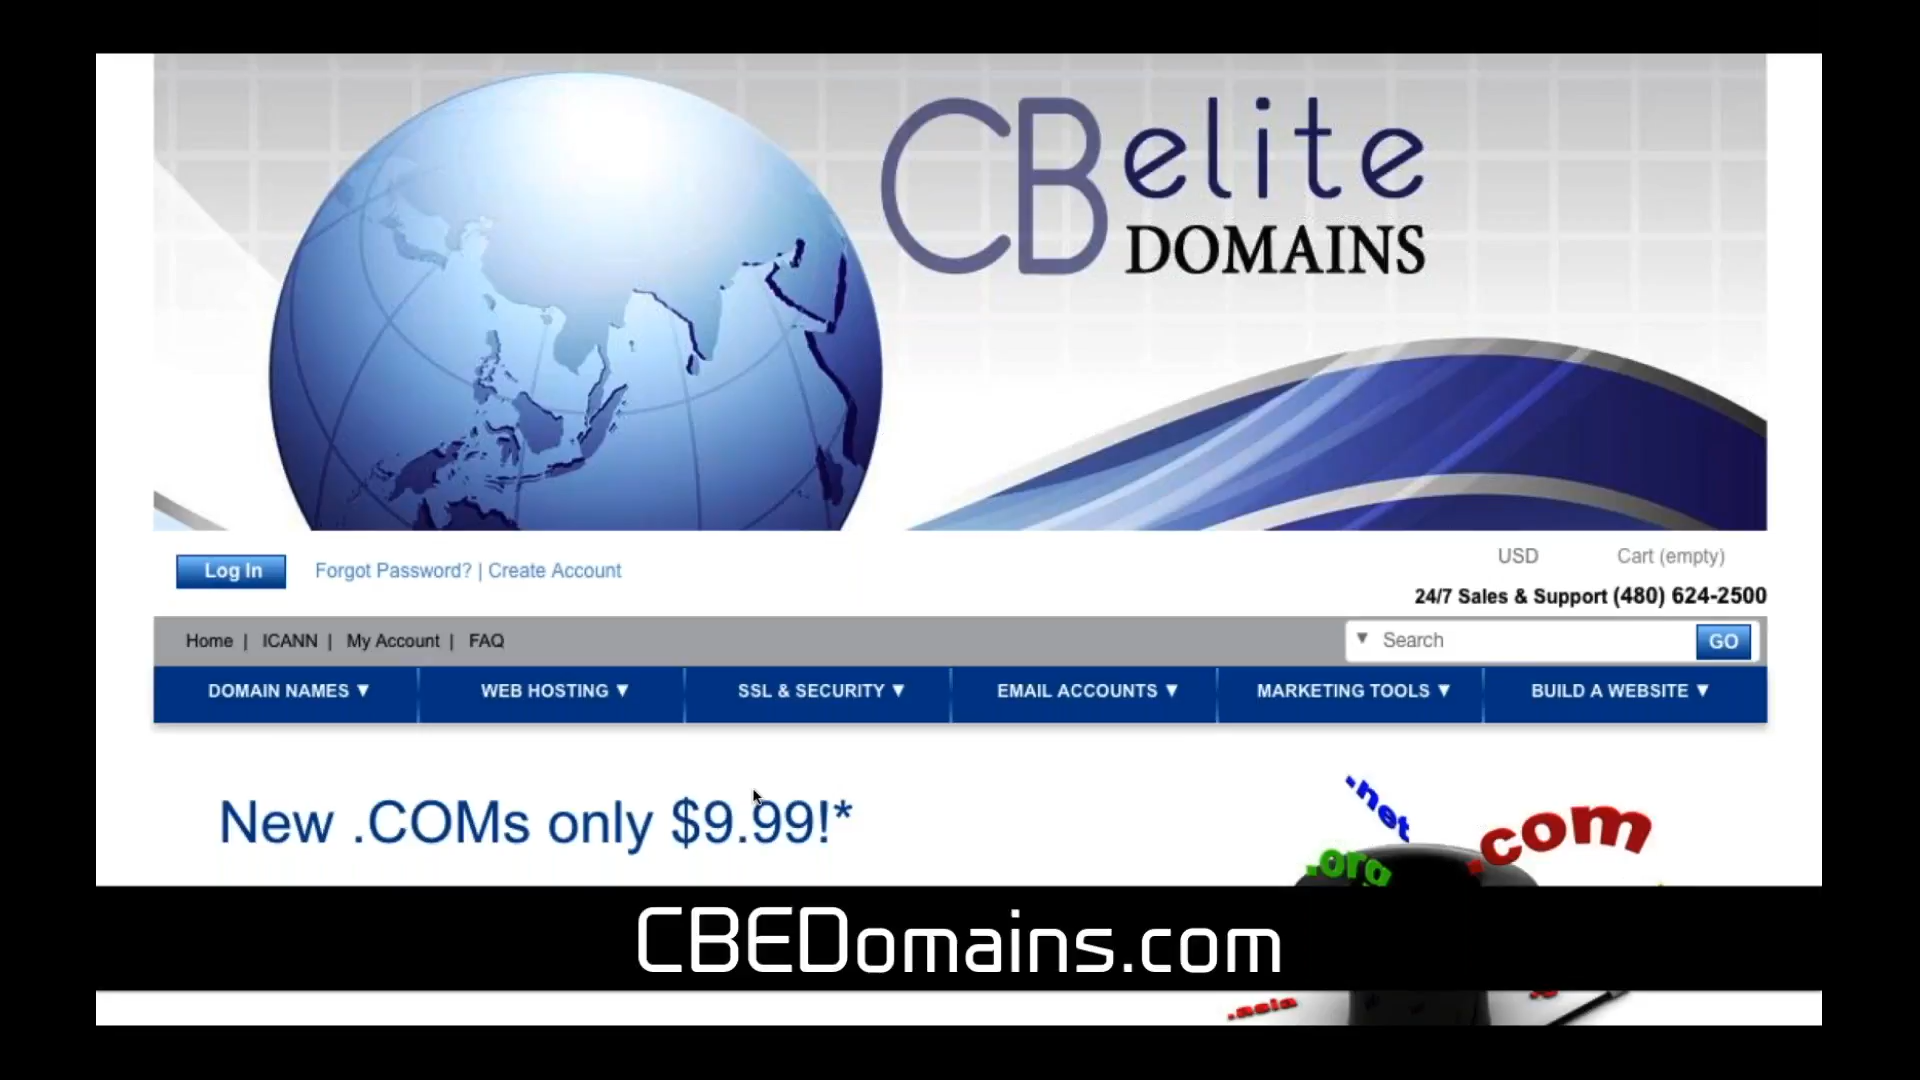 CB elite
DOMAINS
Log In Forgot Password? | Create Account USD Cart (empty)
24/7 Sales & Support (480) 624-2500
Home | ICANN | My Account | FAQ ▼ Search GO
DOMAIN NAMES ▼ WEB HOSTING ▼ SSL & SECURITY ▼ EMAIL ACCOUNTS ▼ MARKETING TOOLS ▼ BUILD A WEBSITE ▼
New .COMs only $9.99!*
.net
.com
.org
CBEDomains.com
.asia